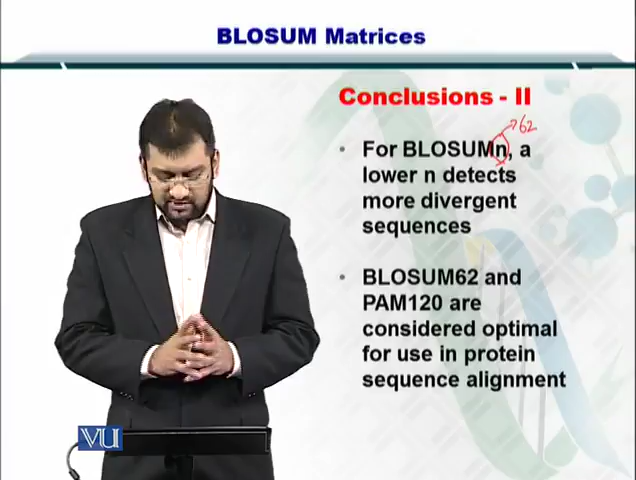 BLOSUM Matrices
Conclusions - II
62
• For BLOSUMn, a
lower n detects
more divergent
sequences
• BLOSUM62 and
PAM120 are
considered optimal
for use in protein
sequence alignment
VU